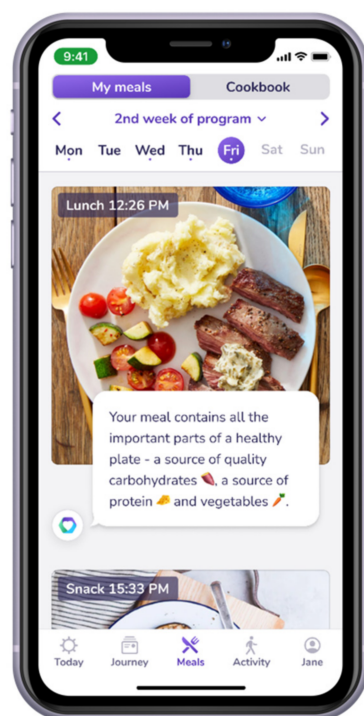 9:41
My meals
Cookbook
2nd week of program
Mon Tue Wed Thu Fri Sat Sun
Lunch 12:26 PM
Your meal contains all the
important parts of a healthy
plate - a source of quality
carbohydrates 🍠, a source of
protein 🧀 and vegetables 🥕.
Snack 15:33 PM
Today Journey Meals Activity Jane